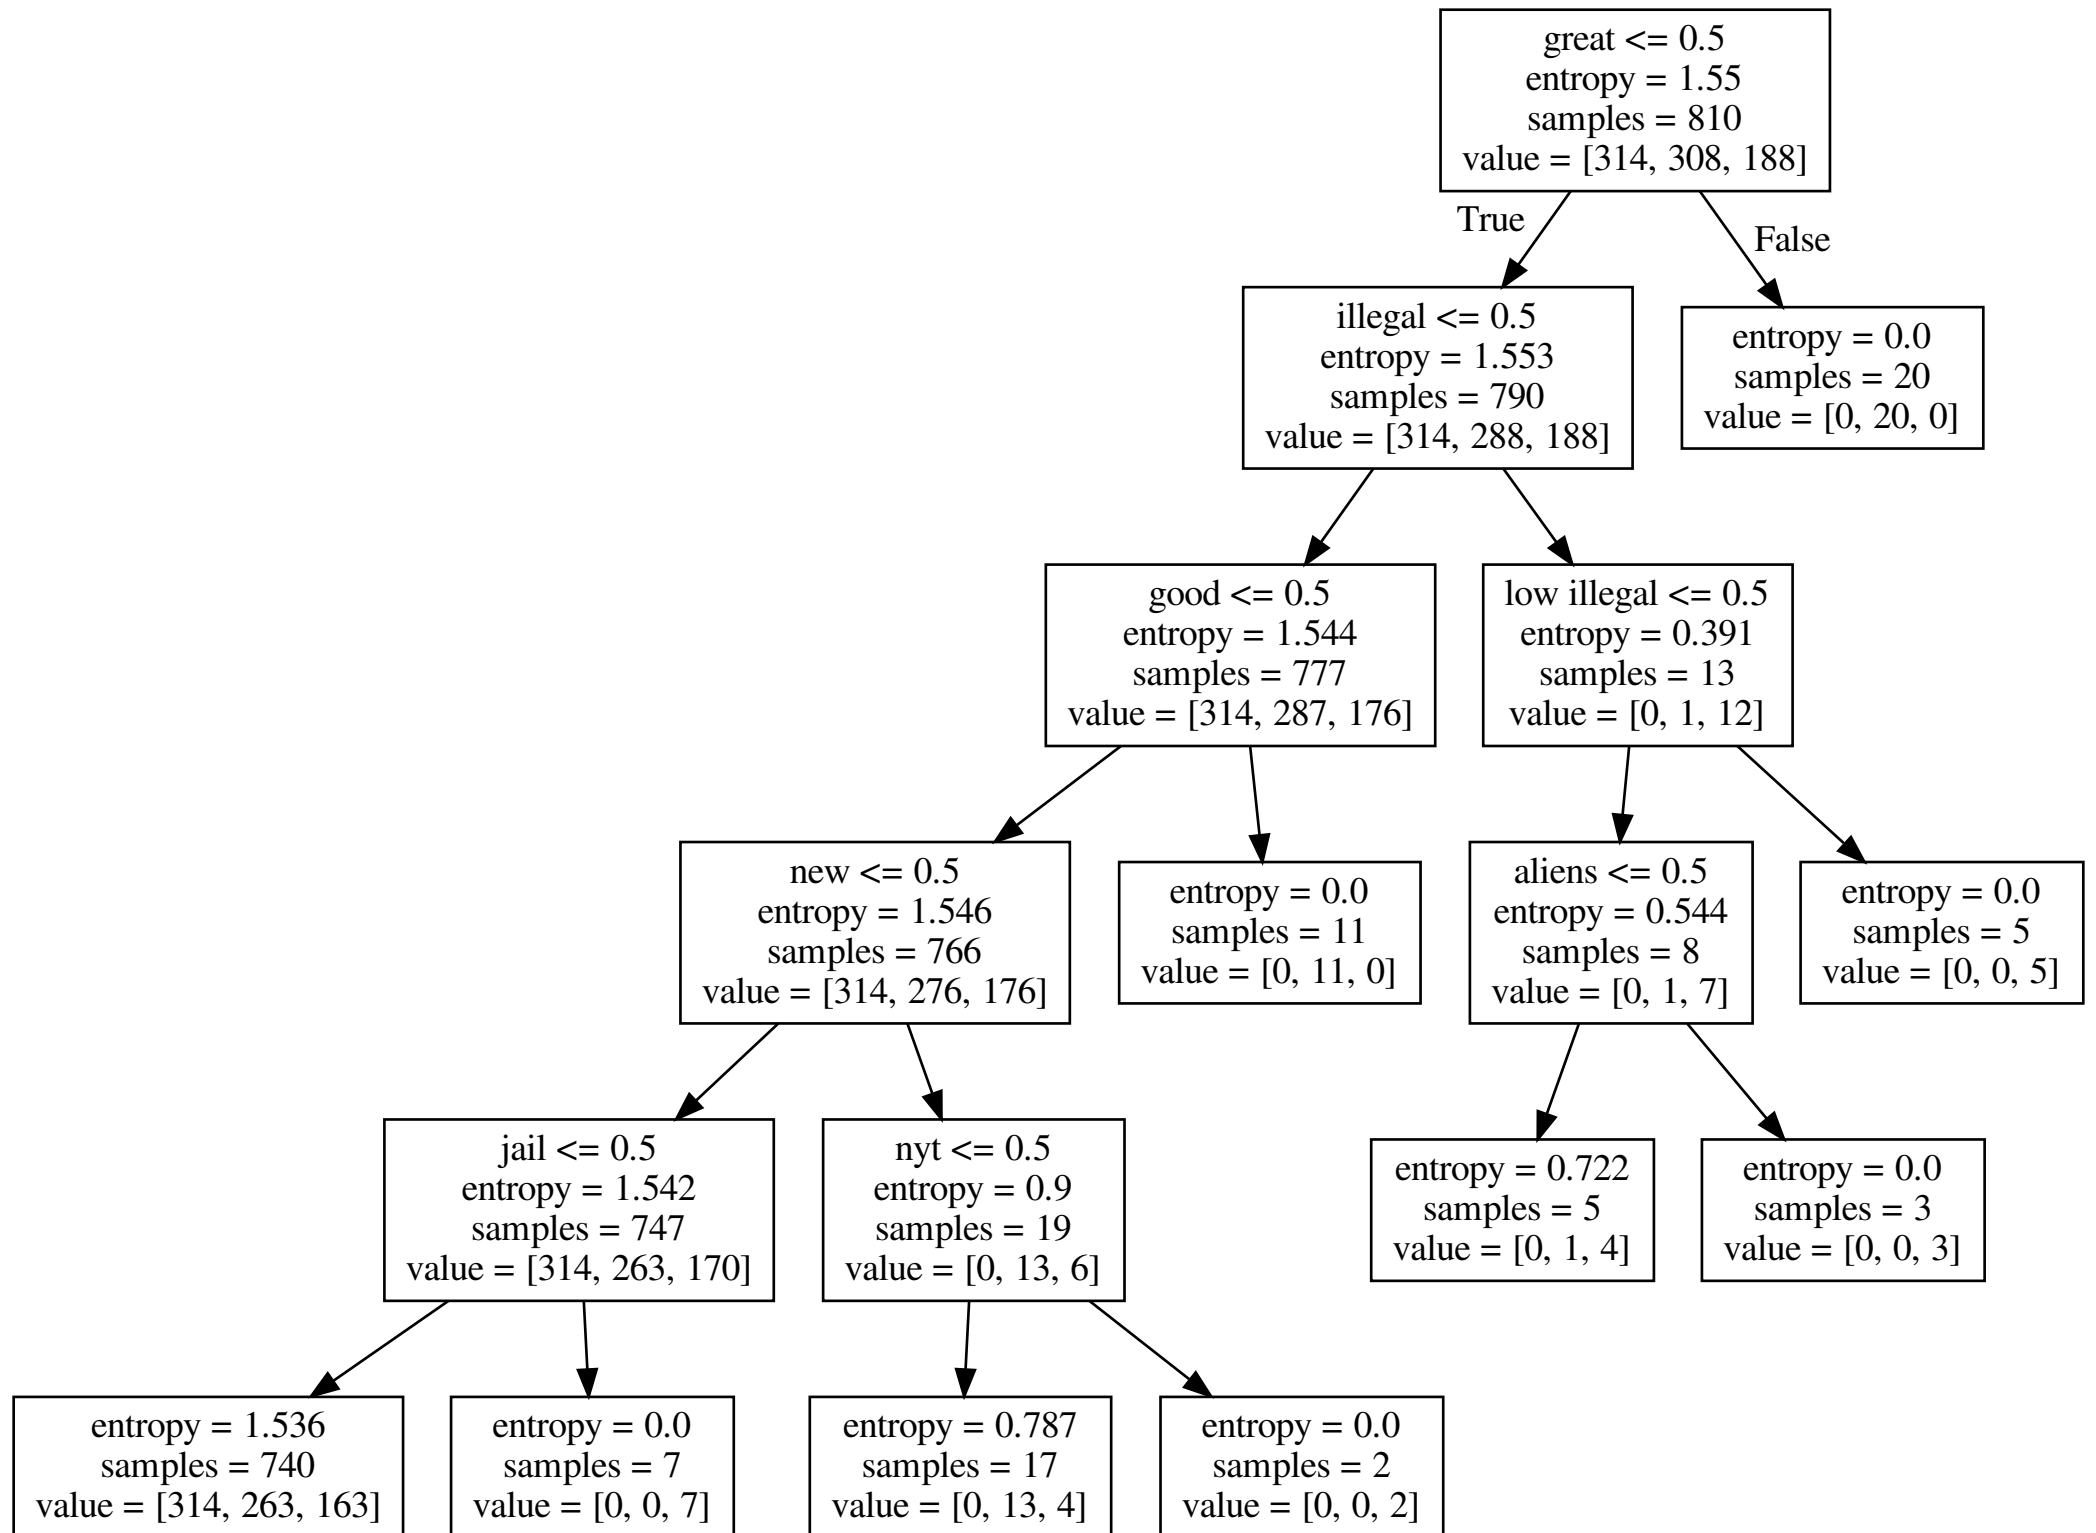 great <= 0.5
entropy = 1.55
samples = 810
value = [314, 308, 188]
True
False
illegal <= 0.5
entropy = 1.553
samples = 790
value = [314, 288, 188]
entropy = 0.0
samples = 20
value = [0, 20, 0]
good <= 0.5
entropy = 1.544
samples = 777
value = [314, 287, 176]
low illegal <= 0.5
entropy = 0.391
samples = 13
value = [0, 1, 12]
new <= 0.5
entropy = 1.546
samples = 766
value = [314, 276, 176]
entropy = 0.0
samples = 11
value = [0, 11, 0]
aliens <= 0.5
entropy = 0.544
samples = 8
value = [0, 1, 7]
entropy = 0.0
samples = 5
value = [0, 0, 5]
jail <= 0.5
entropy = 1.542
samples = 747
value = [314, 263, 170]
nyt <= 0.5
entropy = 0.9
samples = 19
value = [0, 13, 6]
entropy = 0.722
samples = 5
value = [0, 1, 4]
entropy = 0.0
samples = 3
value = [0, 0, 3]
entropy = 1.536
samples = 740
value = [314, 263, 163]
entropy = 0.0
samples = 7
value = [0, 0, 7]
entropy = 0.787
samples = 17
value = [0, 13, 4]
entropy = 0.0
samples = 2
value = [0, 0, 2]